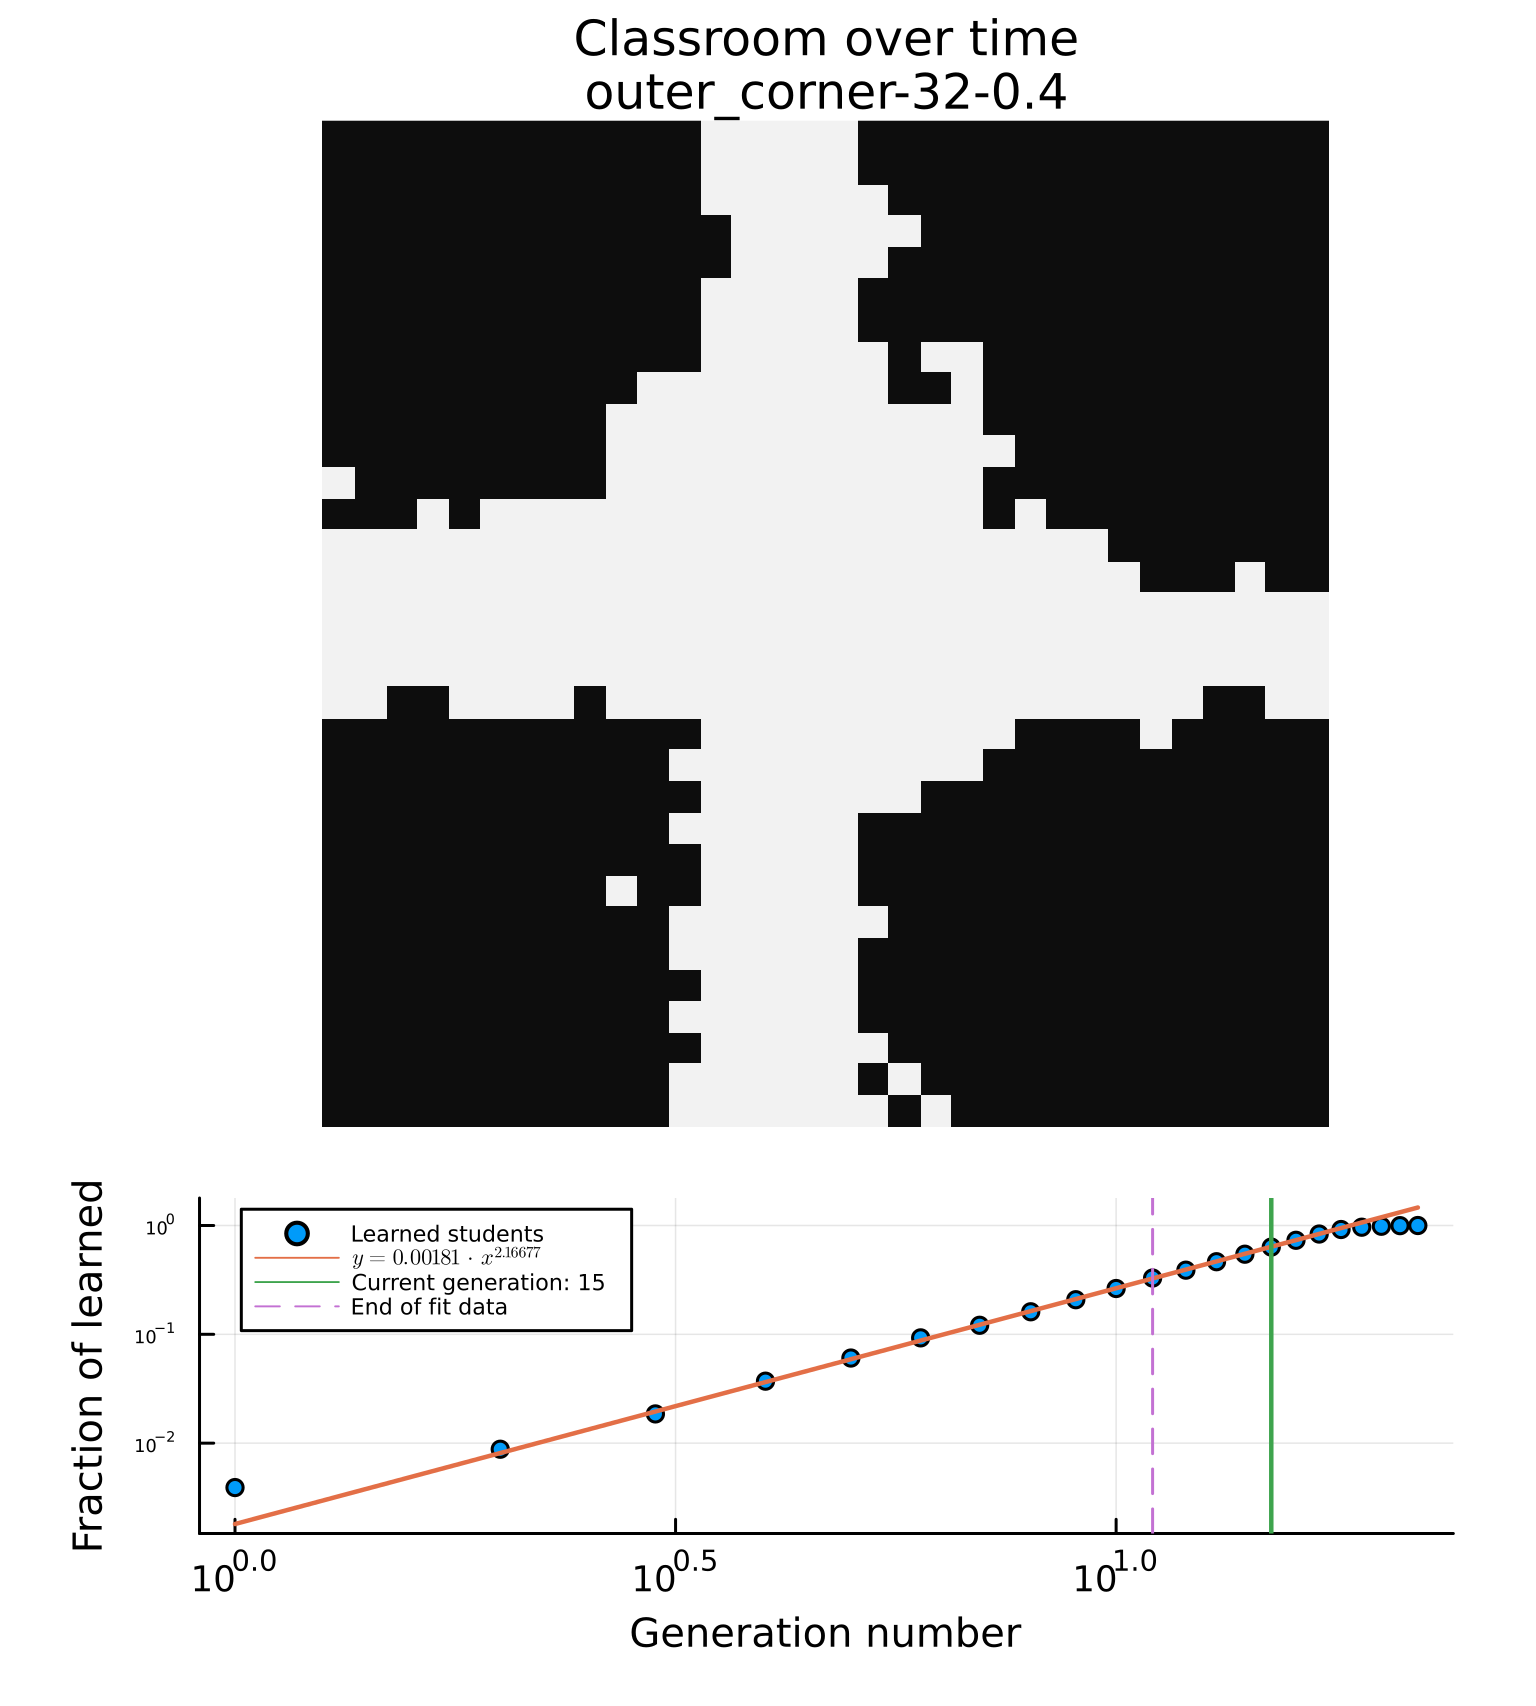 Classroom over time
outer_corner-32-0.4
Fraction of learned
10^0
10^-1
10^-2
Learned students
y = 0.00181 · x^2.16677
Current generation: 15
End of fit data
10^0.0
10^0.5
10^1.0
Generation number